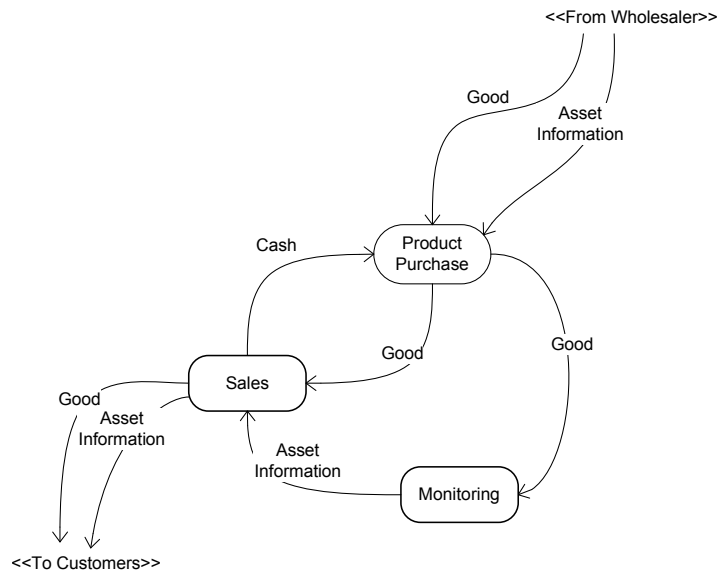 <<From Wholesaler>>
Good
Asset
Information
Product
Purchase
Cash
Good
Good
Sales
Good
Asset
Information
Asset
Information
Monitoring
<<To Customers>>